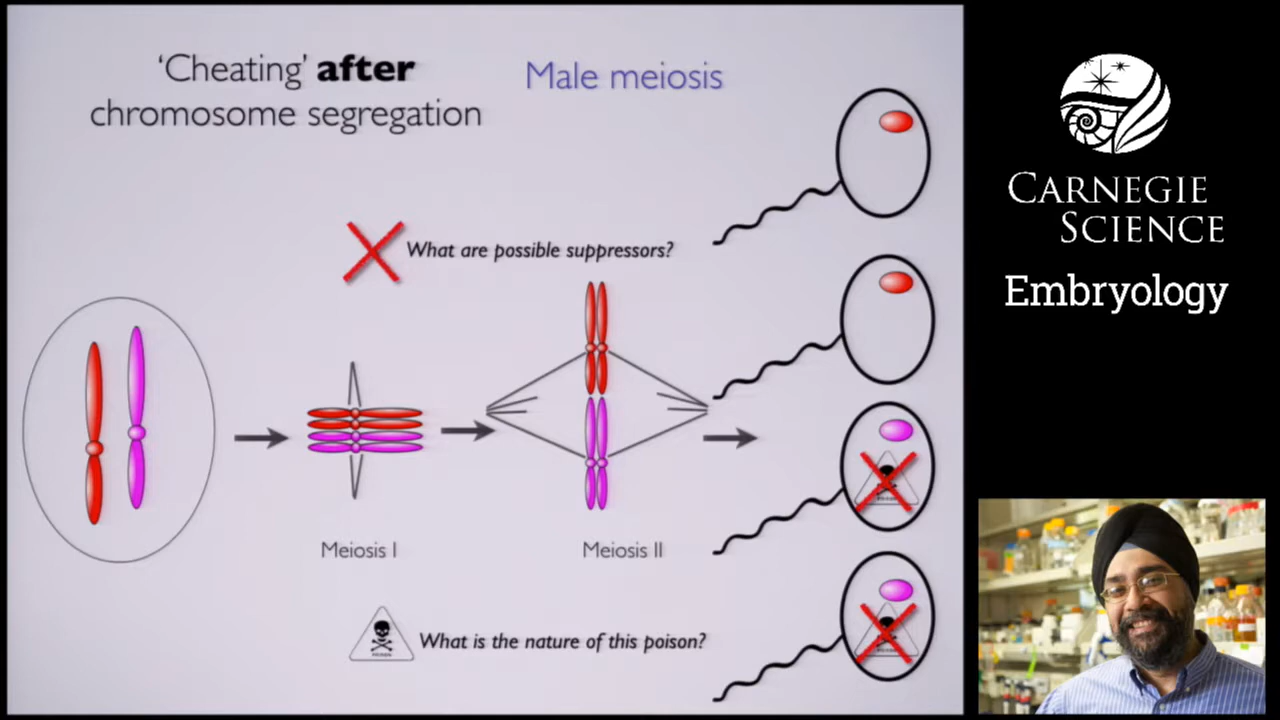 ‘Cheating’ after
chromosome segregation
Male meiosis
What are possible suppressors?
Meiosis I
Meiosis II
What is the nature of this poison?
POISON
CARNEGIE
SCIENCE
Embryology